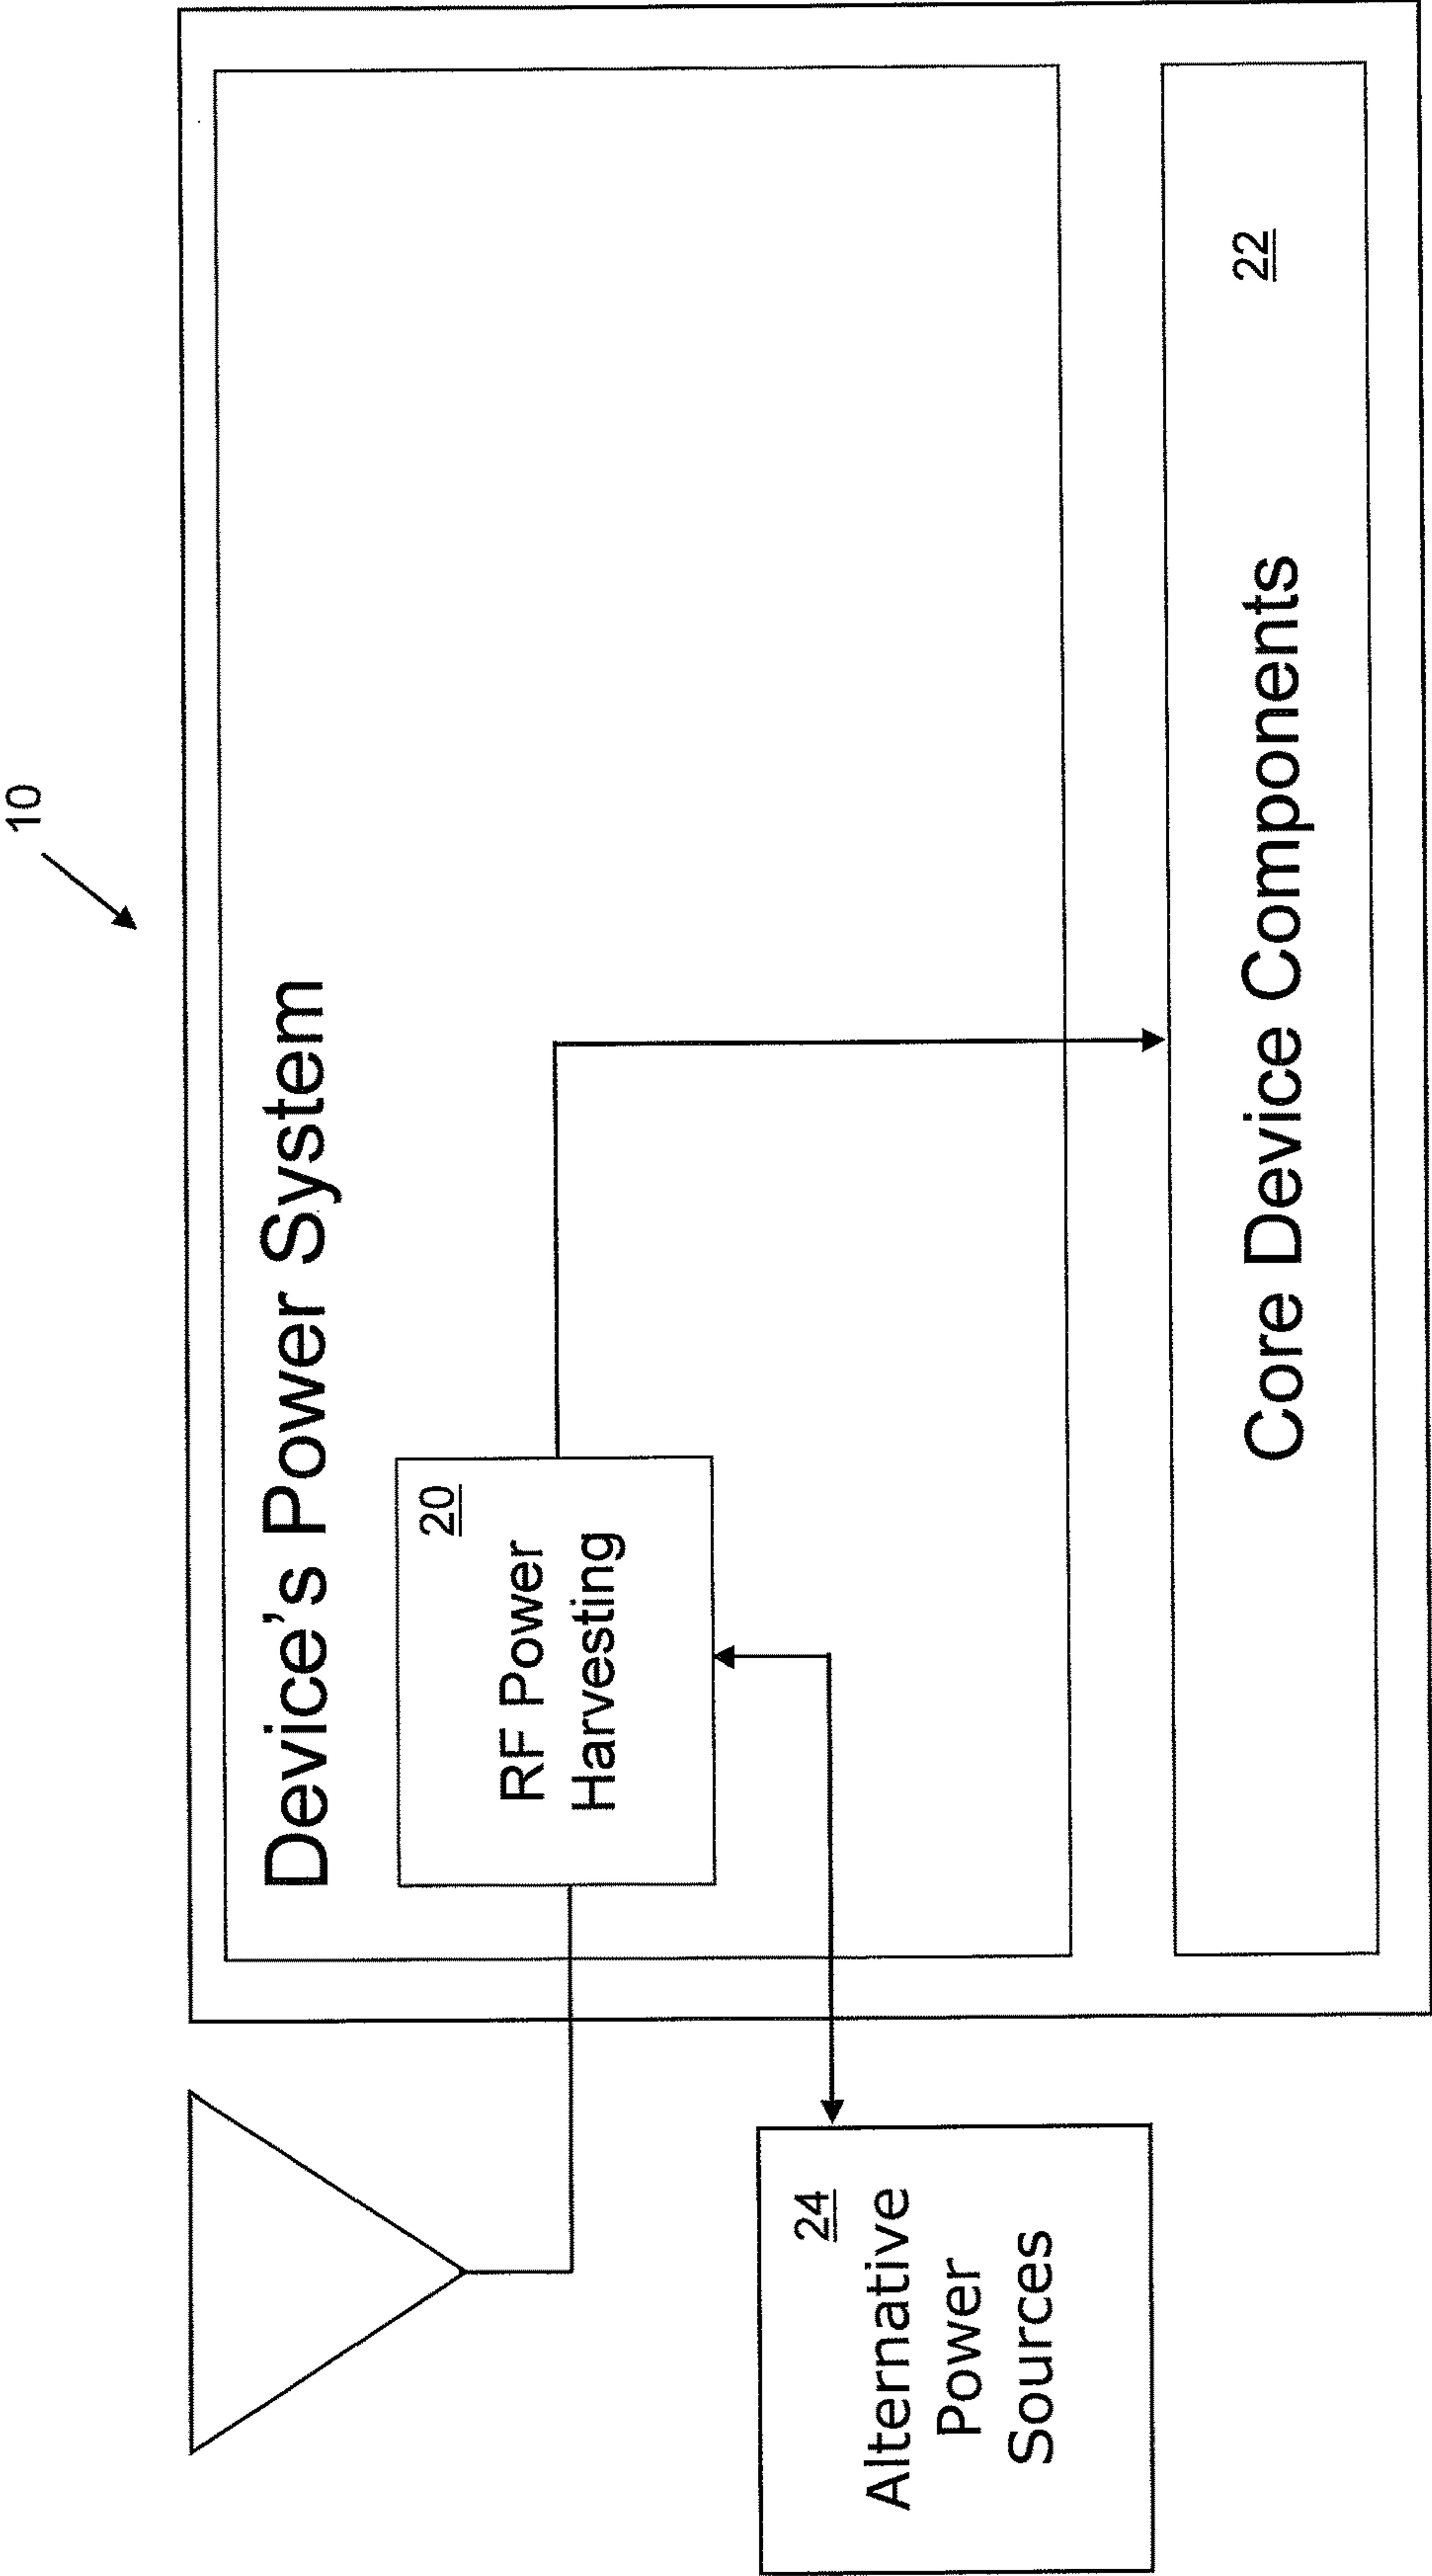 10
Device's Power System
20
RF Power
Harvesting
22
Core Device Components
24
Alternative
Power
Sources